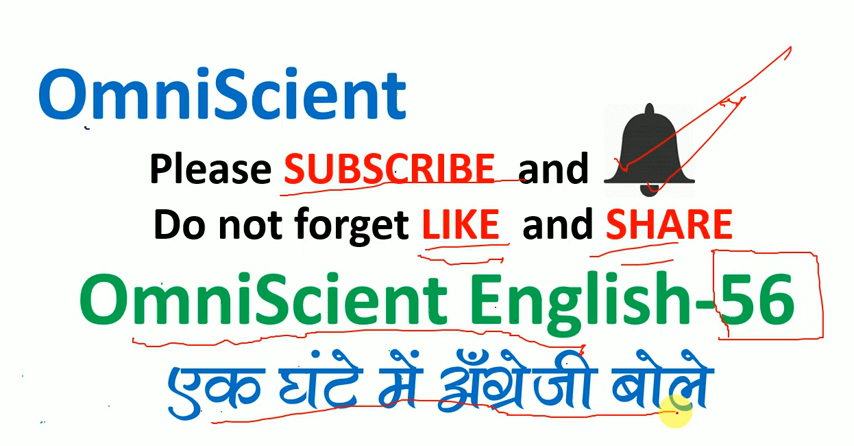 OmniScient
Please SUBSCRIBE and
Do not forget LIKE and SHARE
OmniScient English-56
एक घंटे में अँग्रेजी बोले